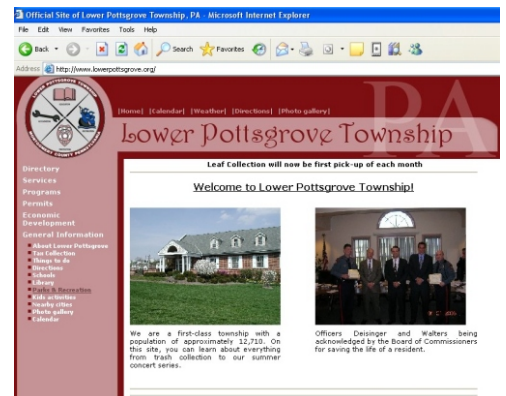 Official Site of Lower Pottsgrove Township, PA - Microsoft Internet Explorer
File Edit View Favorites Tools Help
Back Search Favorites
Address http://www.lowerpottsgrove.org/
PA
[Home] [Calendar] [Weather] [Directions] [Photo gallery]
Lower Pottsgrove Township
Leaf Collection will now be first pick-up of each month
Welcome to Lower Pottsgrove Township!
Directory
Services
Programs
Permits
Economic
Development
General Information
About Lower Pottsgrove
Tax Collection
Things to do
Directions
Schools
Library
Parks & Recreation
Kids activities
Nearby cities
Photo gallery
Calendar
We are a first-class township with a
population of approximately 12,710. On
this site, you can learn about everything
from trash collection to our summer
concert series.
Officers Deisinger and Walters being
acknowledged by the Board of Commissioners
for saving the life of a resident.